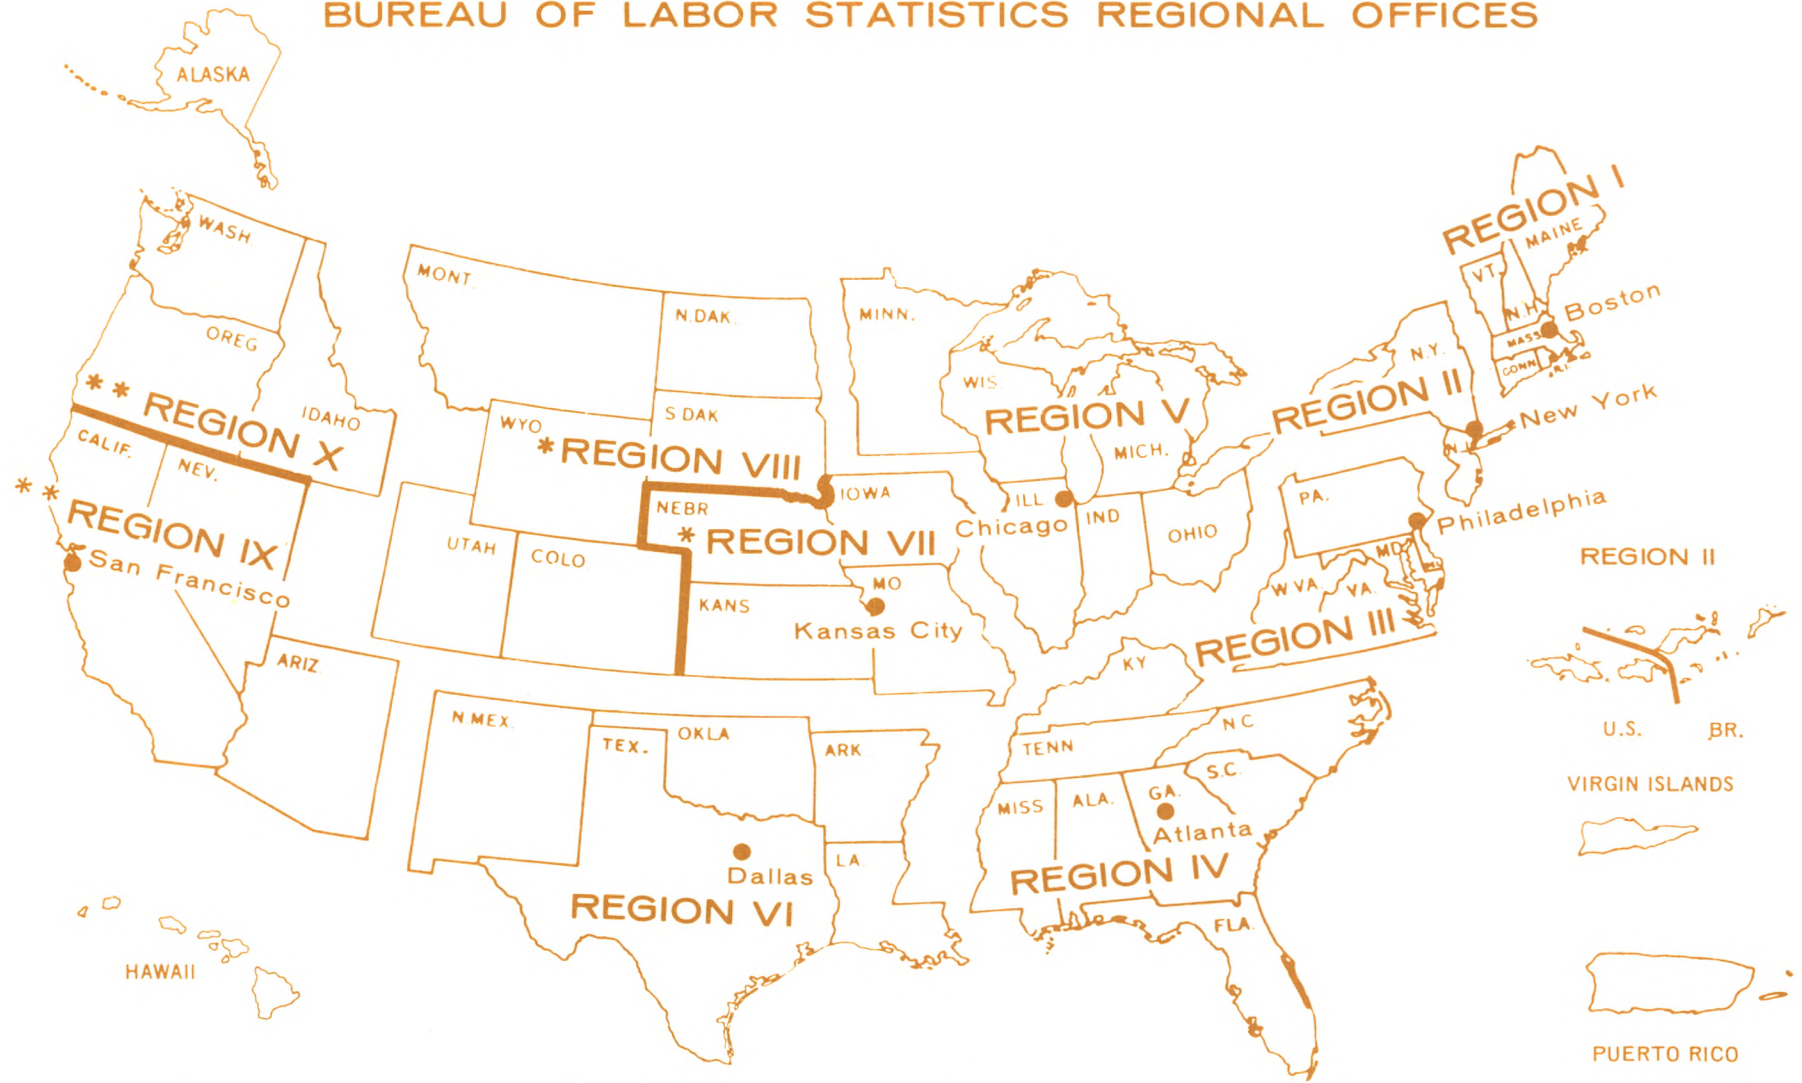 BUREAU OF LABOR STATISTICS REGIONAL OFFICES
ALASKA
REGION I
MAINE
VT.
N.H.
Boston
MASS
CONN
R.I.
WASH
OREG
IDAHO
** REGION X
MONT.
N.DAK.
S DAK
WYO
*REGION VIII
MINN.
WIS
REGION V
MICH.
N.Y.
REGION II
New York
N.J.
CALIF.
NEV.
** REGION IX
San Francisco
UTAH
COLO
ARIZ
NEBR
* REGION VII
IOWA
KANS
MO
Kansas City
ILL
Chicago
IND
OHIO
PA.
Philadelphia
MD
W VA.
VA.
REGION III
REGION II
U.S. BR.
VIRGIN ISLANDS
KY
N C
TENN
S.C.
MISS
ALA.
GA.
Atlanta
REGION IV
FLA.
N.MEX.
TEX.
OKLA
ARK
LA.
Dallas
REGION VI
HAWAII
PUERTO RICO